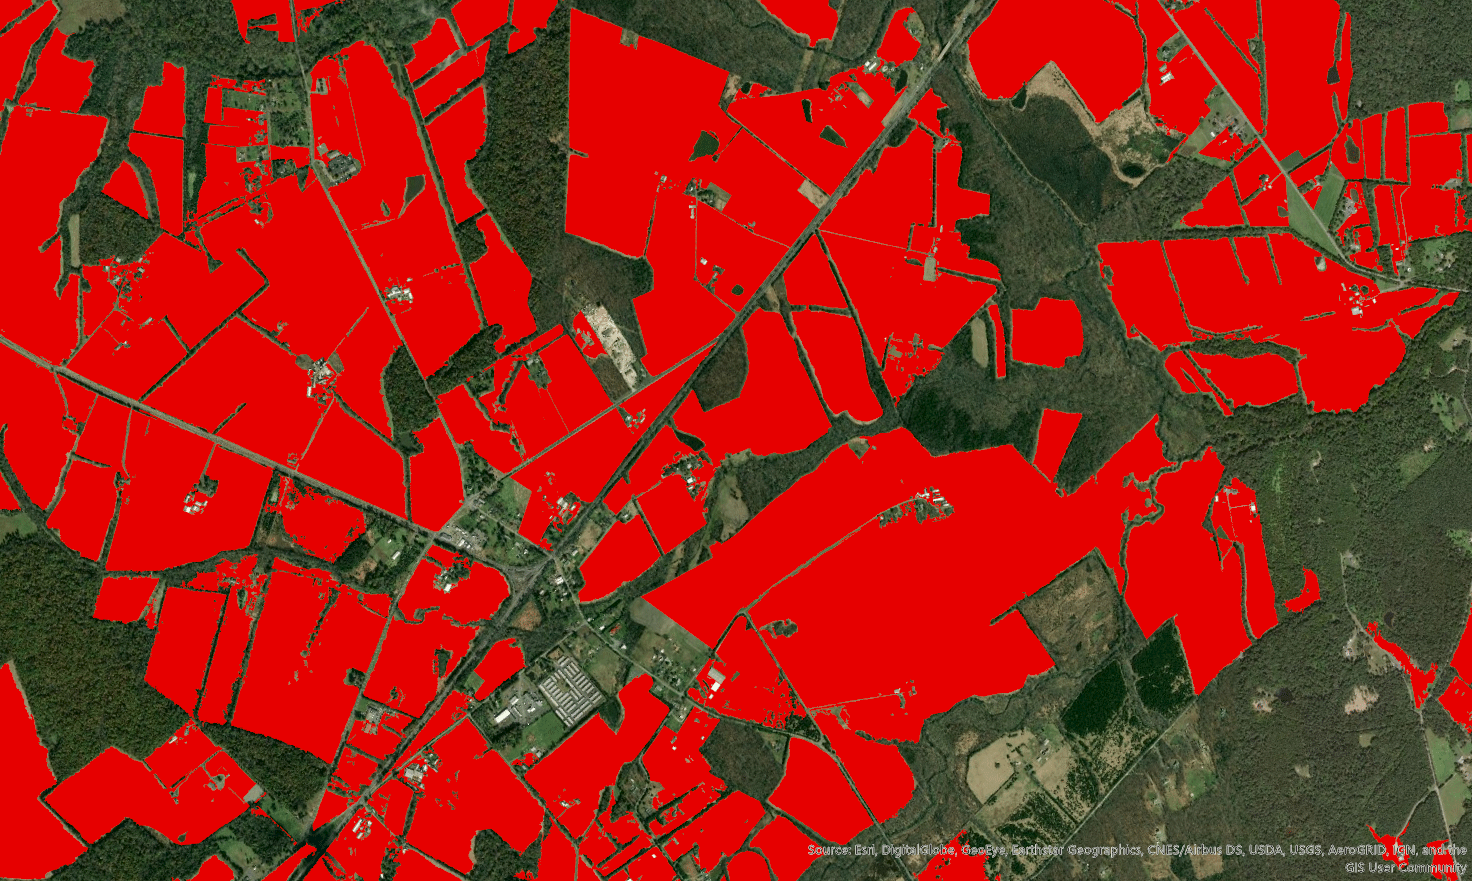 Source: Esri, DigitalGlobe, GeoEye, Earthstar Geographics, CNES/Airbus DS, USDA, USGS, AeroGRID, IGN, and the
GIS User Community